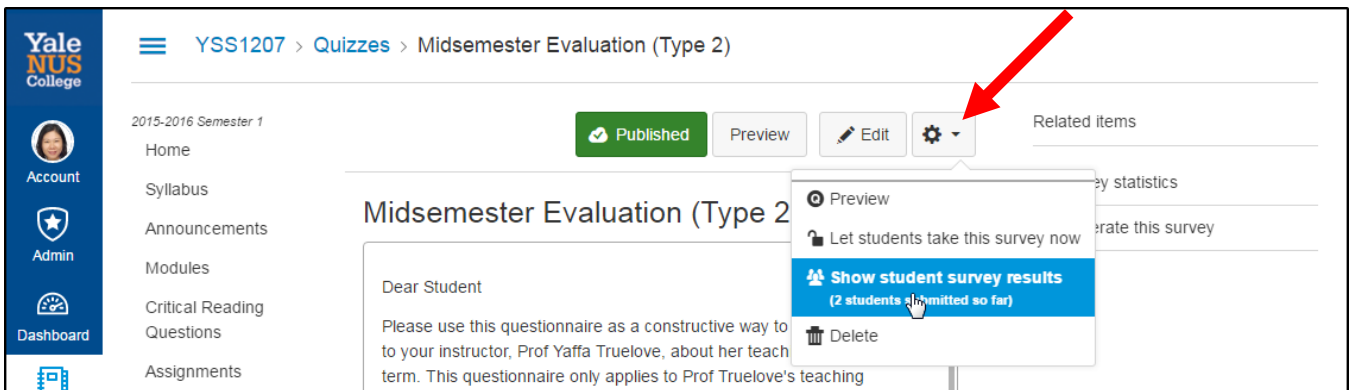 Yale
NUS
College
YSS1207 > Quizzes > Midsemester Evaluation (Type 2)
Account
Admin
Dashboard
2015-2016 Semester 1
Home
Syllabus
Announcements
Modules
Critical Reading
Questions
Assignments
Published
Preview
Edit
Related items
ey statistics
erate this survey
Preview
Let students take this survey now
Show student survey results
(2 students submitted so far)
Delete
Midsemester Evaluation (Type 2
Dear Student
Please use this questionnaire as a constructive way to
to your instructor, Prof Yaffa Truelove, about her teach
term. This questionnaire only applies to Prof Truelove's teaching